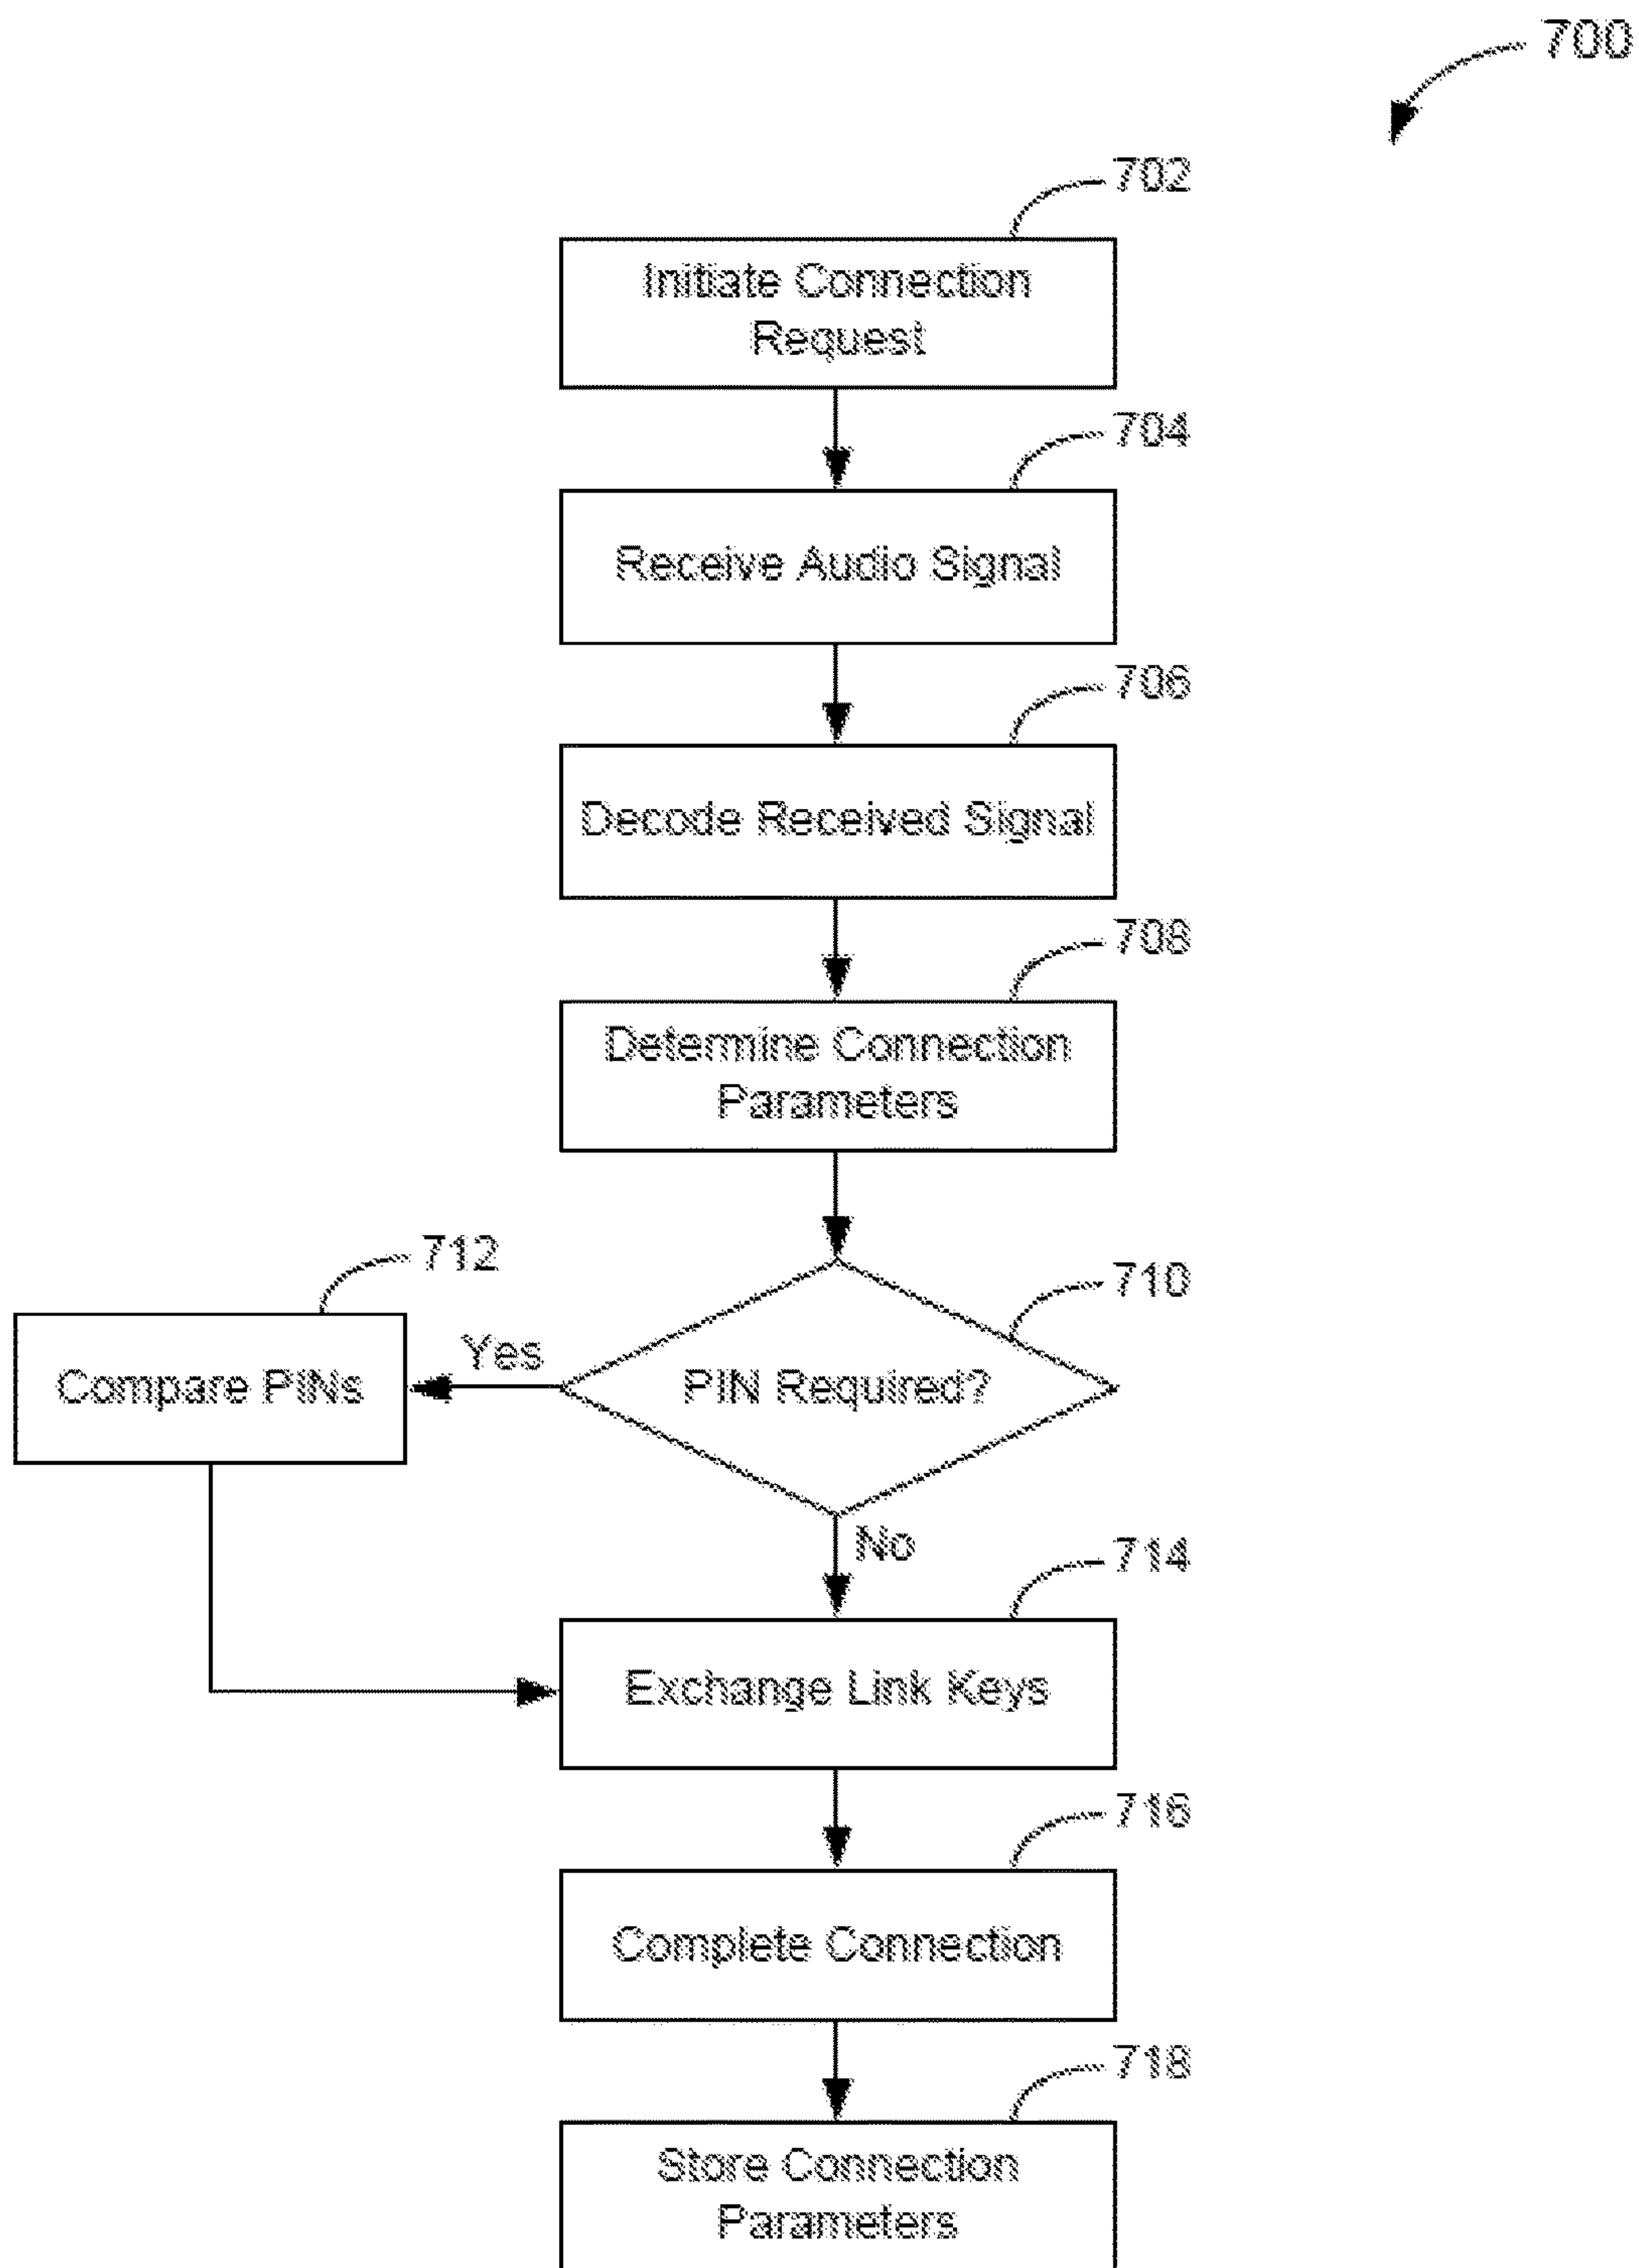 700
702
Initiate Connection
Request
704
Receive Audio Signal
706
Decode Received Signal
708
Determine Connection
Parameters
710
PIN Required?
Yes
712
Compare PINs
No
714
Exchange Link Keys
716
Complete Connection
718
Store Connection
Parameters